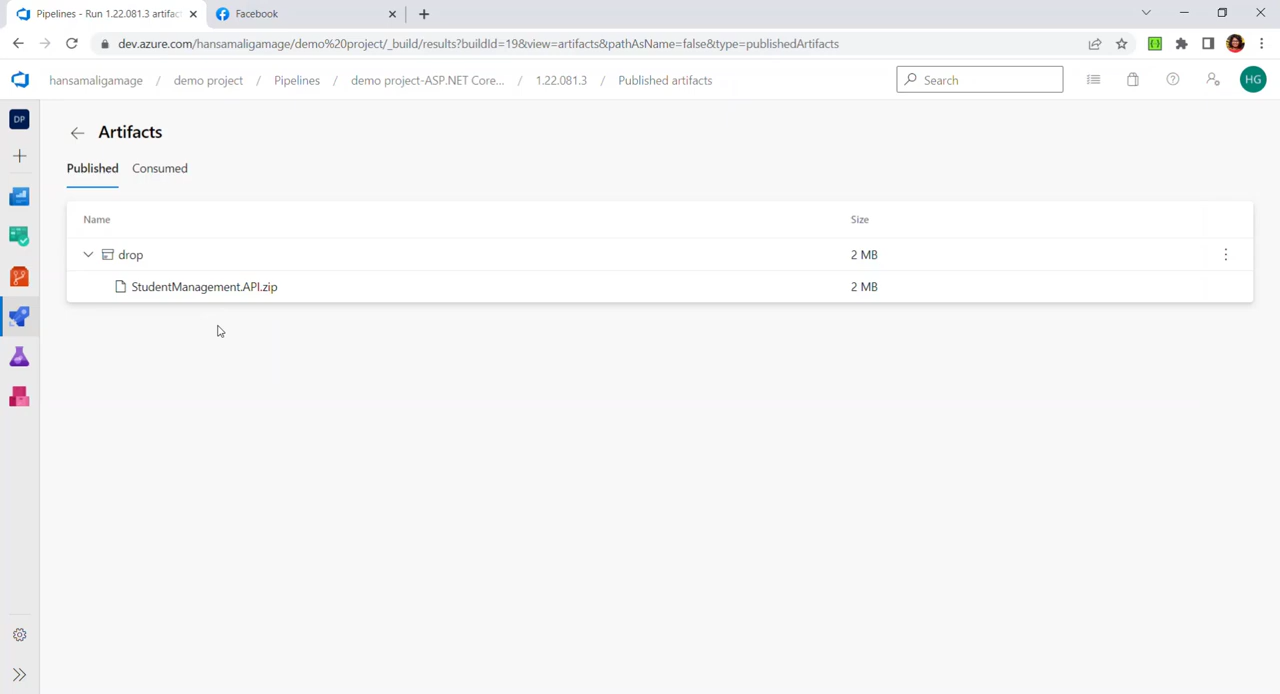 Pipelines - Run 1.22.081.3 artifac
Facebook
dev.azure.com/hansamaligamage/demo%20project/_build/results?buildId=19&view=artifacts&pathAsName=false&type=publishedArtifacts
hansamaligamage / demo project / Pipelines / demo project-ASP.NET Core... / 1.22.081.3 / Published artifacts
Search
HG
DP
Artifacts
Published Consumed
Name Size
drop 2 MB
StudentManagement.API.zip 2 MB